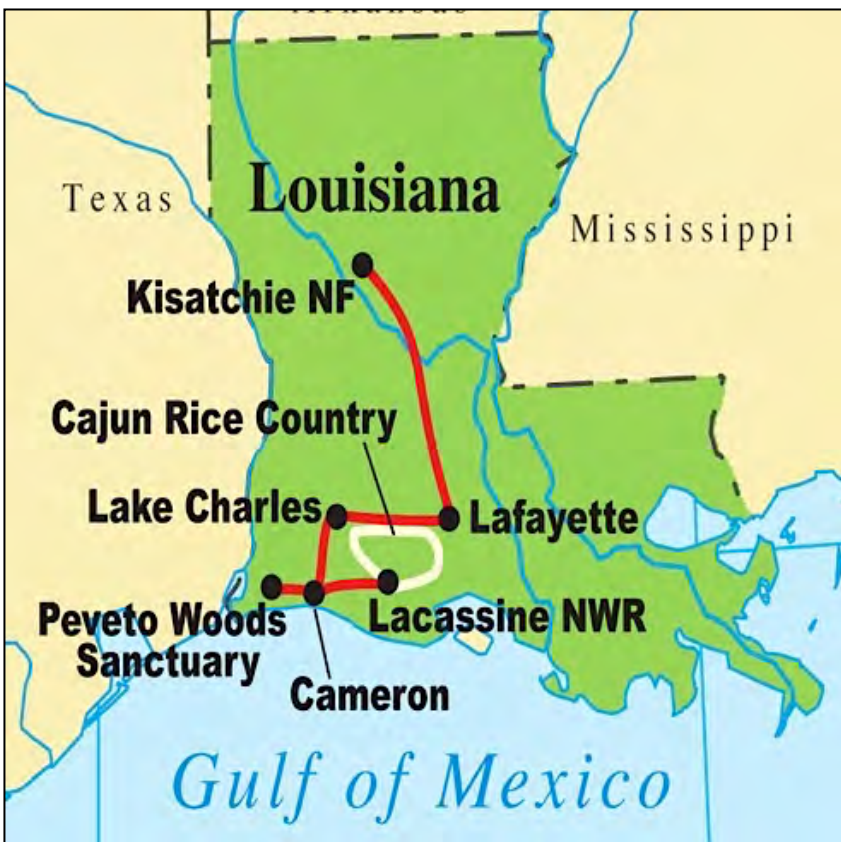 Louisiana
Texas
Mississippi
Kisatchie NF
Cajun Rice Country
Lake Charles
Lafayette
Peveto Woods
Sanctuary
Lacassine NWR
Cameron
Gulf of Mexico